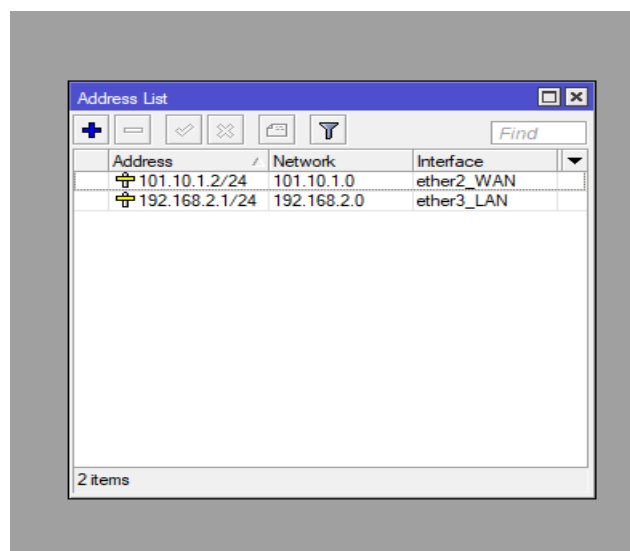 Address List
Find
Address Network Interface
101.10.1.2/24 101.10.1.0 ether2_WAN
192.168.2.1/24 192.168.2.0 ether3_LAN
2 items